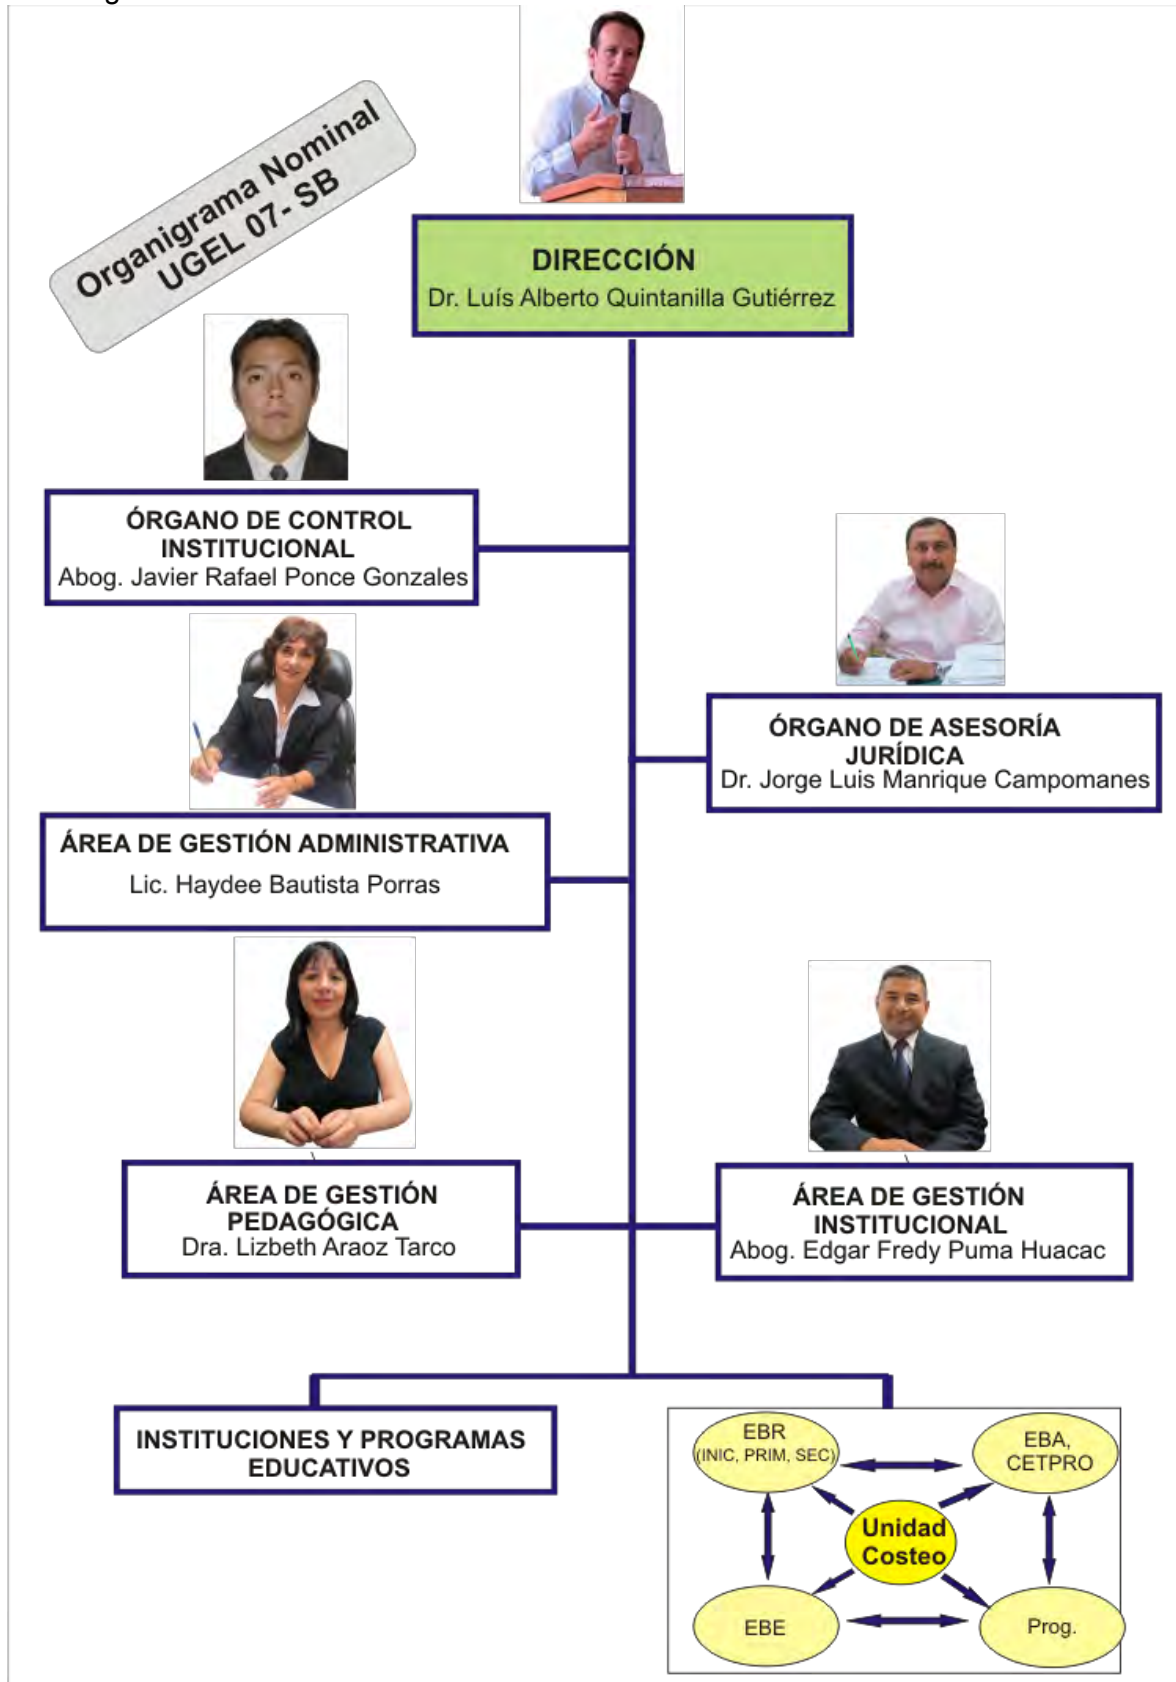 Organigrama Nominal
UGEL 07- SB
DIRECCIÓN
Dr. Luís Alberto Quintanilla Gutiérrez
ÓRGANO DE CONTROL
INSTITUCIONAL
Abog. Javier Rafael Ponce Gonzales
ÓRGANO DE ASESORÍA
JURÍDICA
Dr. Jorge Luis Manrique Campomanes
ÁREA DE GESTIÓN ADMINISTRATIVA
Lic. Haydee Bautista Porras
ÁREA DE GESTIÓN
PEDAGÓGICA
Dra. Lizbeth Araoz Tarco
ÁREA DE GESTIÓN
INSTITUCIONAL
Abog. Edgar Fredy Puma Huacac
INSTITUCIONES Y PROGRAMAS
EDUCATIVOS
EBR
(INIC, PRIM, SEC)
EBA,
CETPRO
Unidad
Costeo
EBE
Prog.